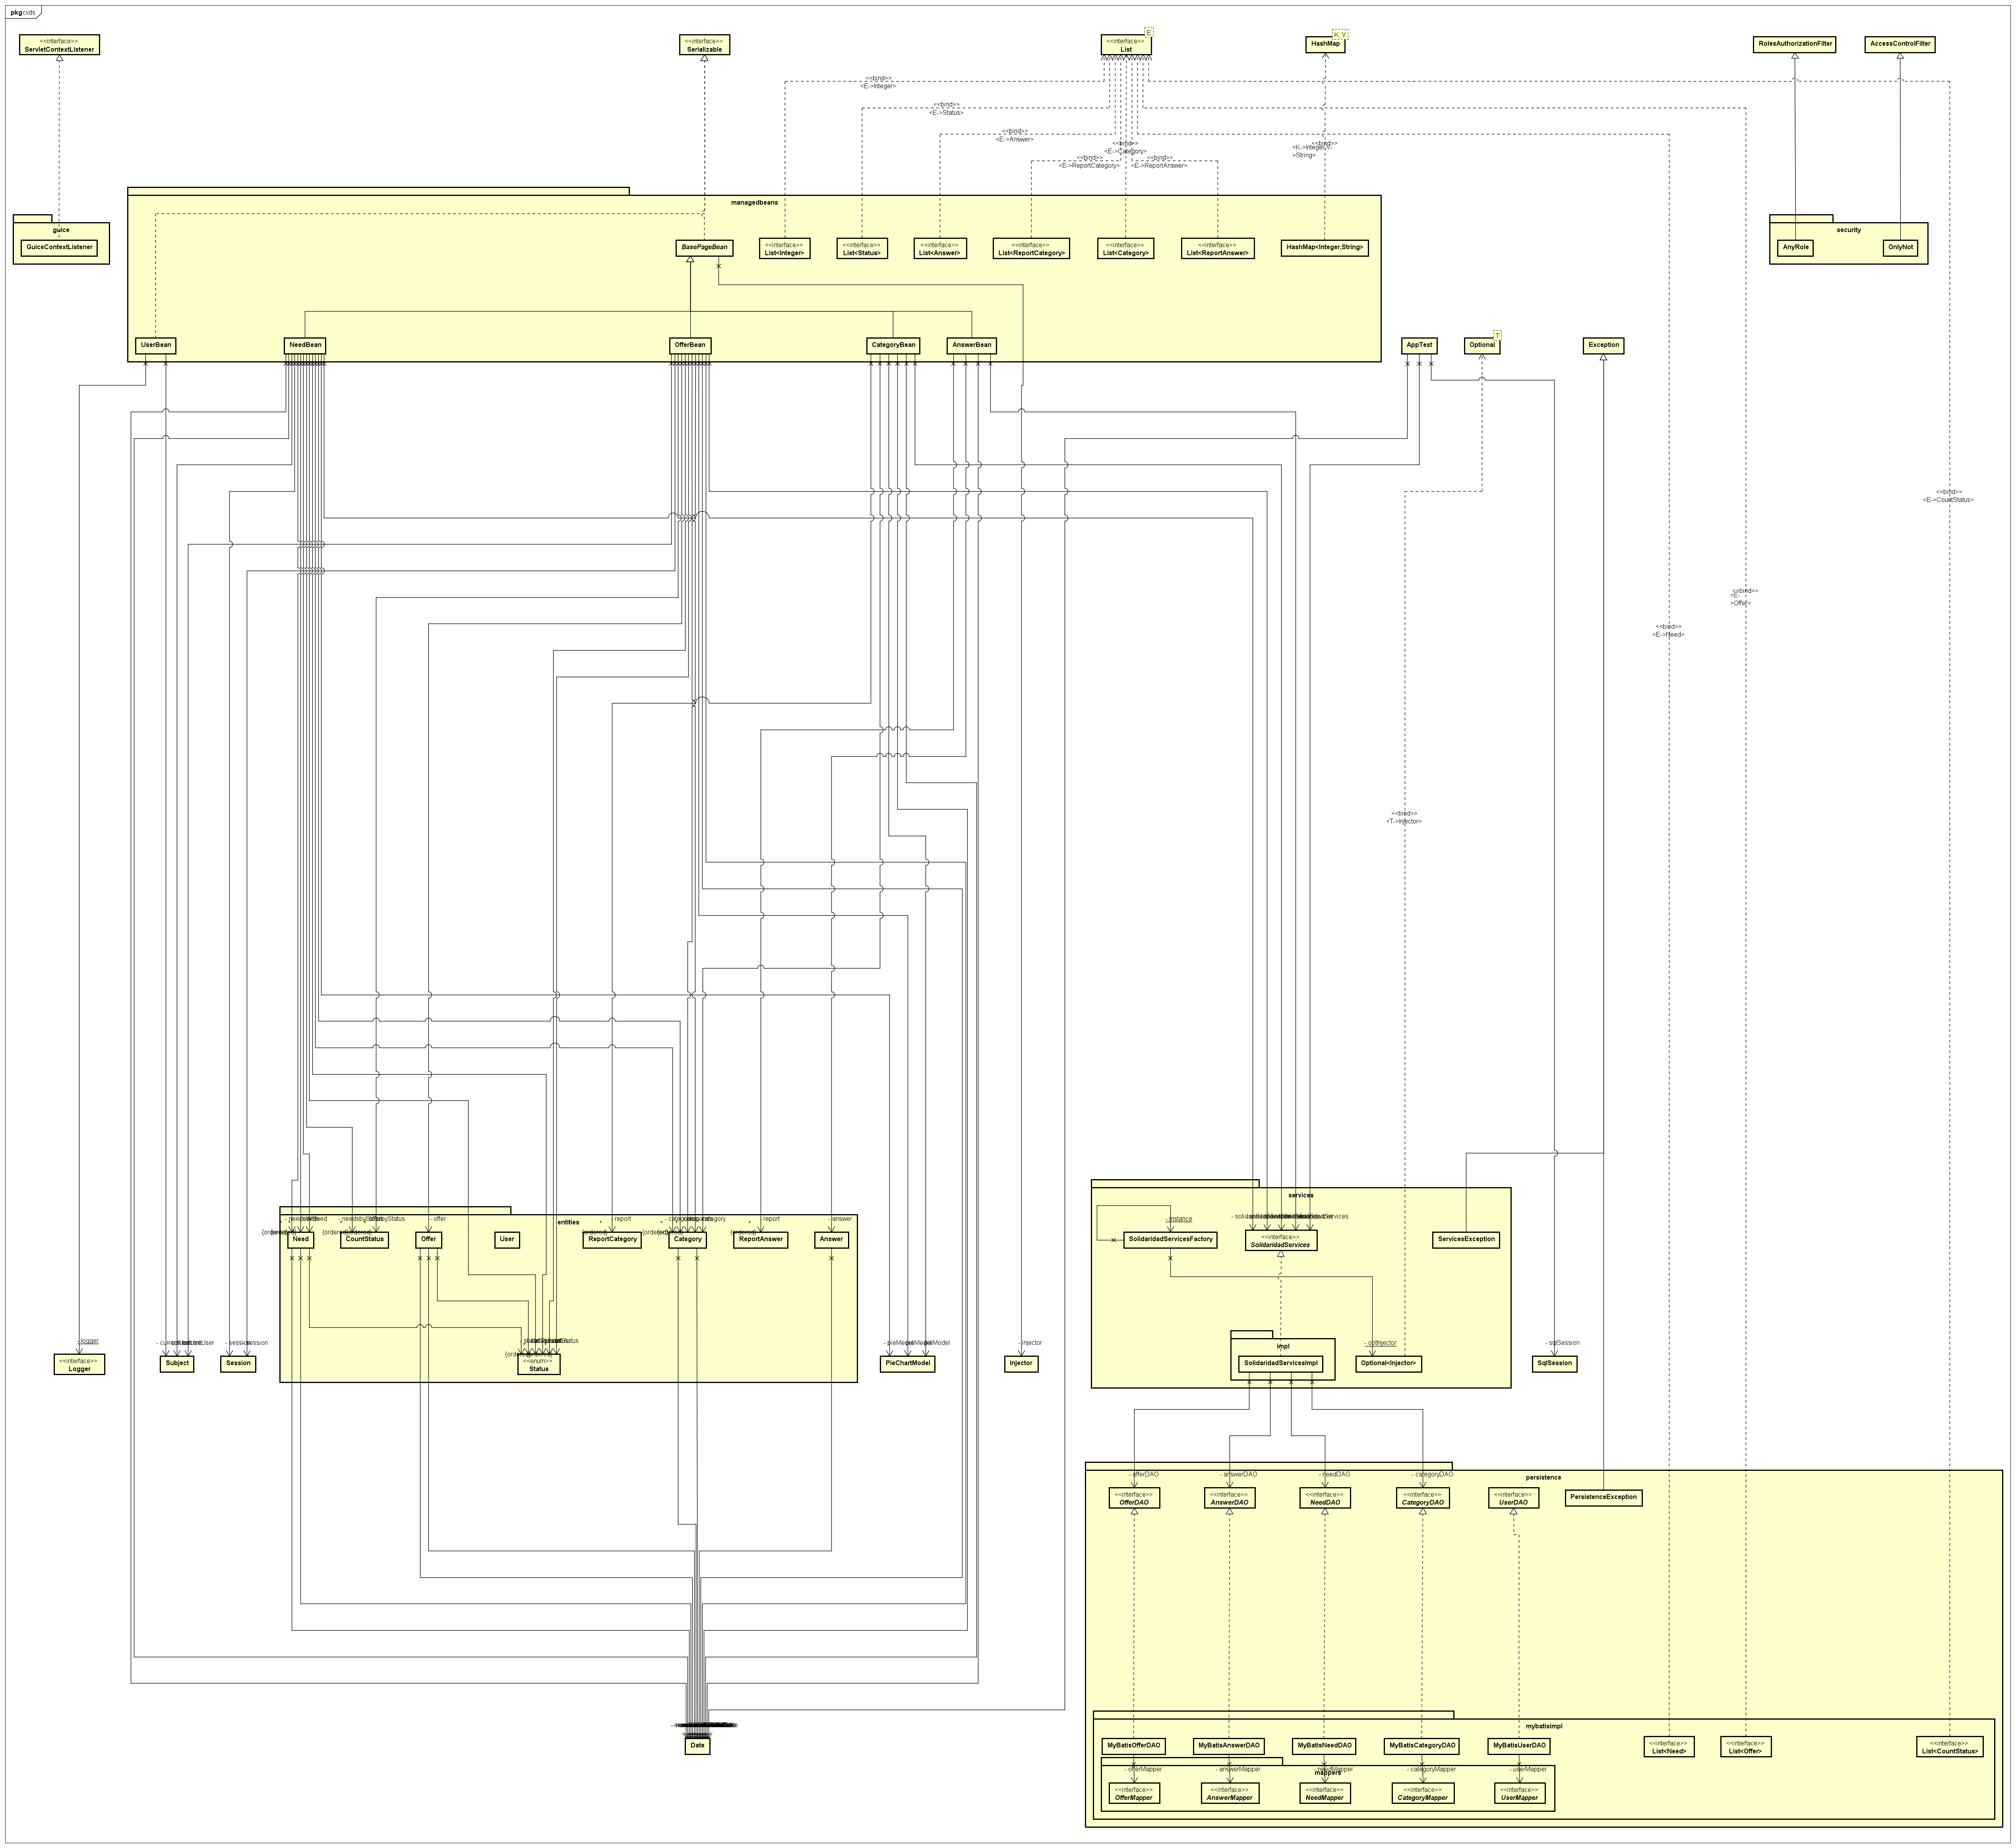 pkg cvds
<<interface>>
ServletContextListener
<<interface>>
Serializable
E
<<interface>>
List
K, V
HashMap
RolesAuthorizationFilter
AccessControlFilter
<<bind>>
<E->Integer>
<<bind>>
<E->Status>
<<bind>>
<E->Answer>
<<bind>>
<E->Category>
<<bind>>
<E->ReportCategory>
<<bind>>
<E->ReportAnswer>
<<bind>>
<K->Integer,V-
>String>
managedbeans
guice
GuiceContextListener
BasePageBean
<<interface>>
List<Integer>
<<interface>>
List<Status>
<<interface>>
List<Answer>
<<interface>>
List<ReportCategory>
<<interface>>
List<Category>
<<interface>>
List<ReportAnswer>
HashMap<Integer,String>
security
AnyRole
OnlyNot
UserBean
NeedBean
OfferBean
CategoryBean
AnswerBean
AppTest
T
Optional
Exception
<<bind>>
<E->CountStatus>
<<bind>>
<E-
>Offer>
<<bind>>
<E->Need>
<<bind>>
<T->Injector>
entities
- offer
- report
- report
- answer
Need
CountStatus
Offer
User
ReportCategory
Category
ReportAnswer
Answer
services
- instance
SolidaridadServicesFactory
<<interface>>
SolidaridadServices
ServicesException
- logger
<<interface>>
Logger
Subject
- session
Session
<<enum>>
Status
PieChartModel
- injector
Injector
impl
SolidaridadServicesImpl
- optInjector
Optional<Injector>
- sqlSession
SqlSession
persistence
- offerDAO
- answerDAO
- needDAO
- categoryDAO
<<interface>>
OfferDAO
<<interface>>
AnswerDAO
<<interface>>
NeedDAO
<<interface>>
CategoryDAO
<<interface>>
UserDAO
PersistenceException
mybatisimpl
Date
MyBatisOfferDAO
MyBatisAnswerDAO
MyBatisNeedDAO
MyBatisCategoryDAO
MyBatisUserDAO
<<interface>>
List<Need>
<<interface>>
List<Offer>
<<interface>>
List<CountStatus>
mappers
- offerMapper
- answerMapper
- needMapper
- categoryMapper
- userMapper
<<interface>>
OfferMapper
<<interface>>
AnswerMapper
<<interface>>
NeedMapper
<<interface>>
CategoryMapper
<<interface>>
UserMapper